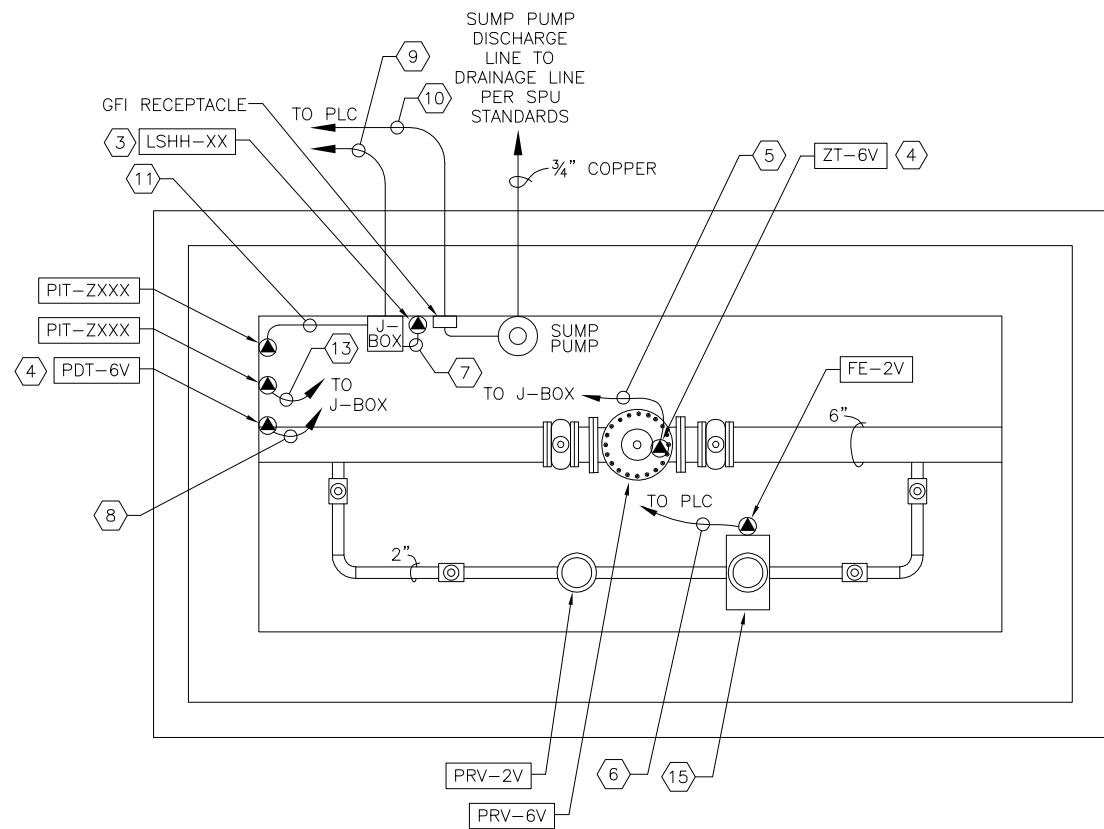 SUMP PUMP
DISCHARGE
LINE TO
DRAINAGE LINE
PER SPU
STANDARDS
9
10
GFI RECEPTACLE
TO PLC
3 LSHH-XX
11
¾" COPPER
5
ZT-6V 4
PIT-ZXXX
PIT-ZXXX
4 PDT-6V
J-
BOX
SUMP
PUMP
13
7
TO
J-BOX
TO J-BOX
FE-2V
6"
8
TO PLC
2"
PRV-2V
6
15
PRV-6V